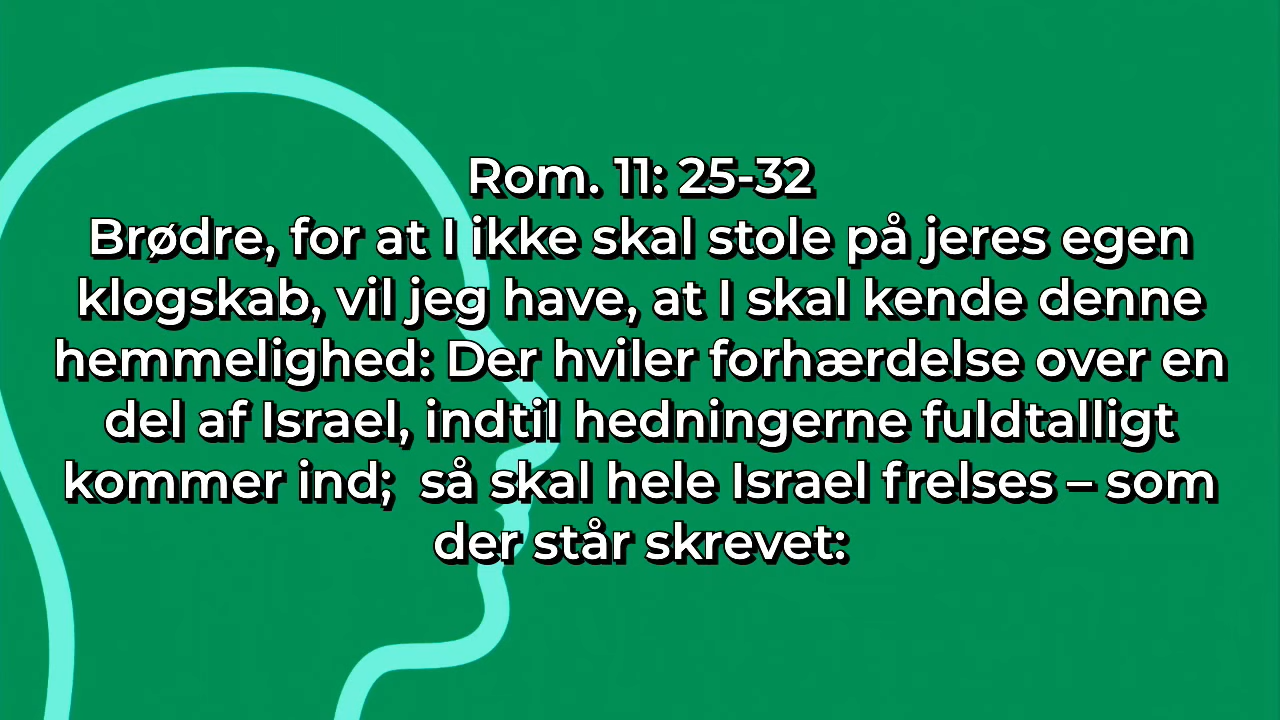 Rom. 11: 25-32
Brødre, for at I ikke skal stole på jeres egen
klogskab, vil jeg have, at I skal kende denne
hemmelighed: Der hviler forhærdelse over en
del af Israel, indtil hedningerne fuldtalligt
kommer ind;  så skal hele Israel frelses – som
der står skrevet: